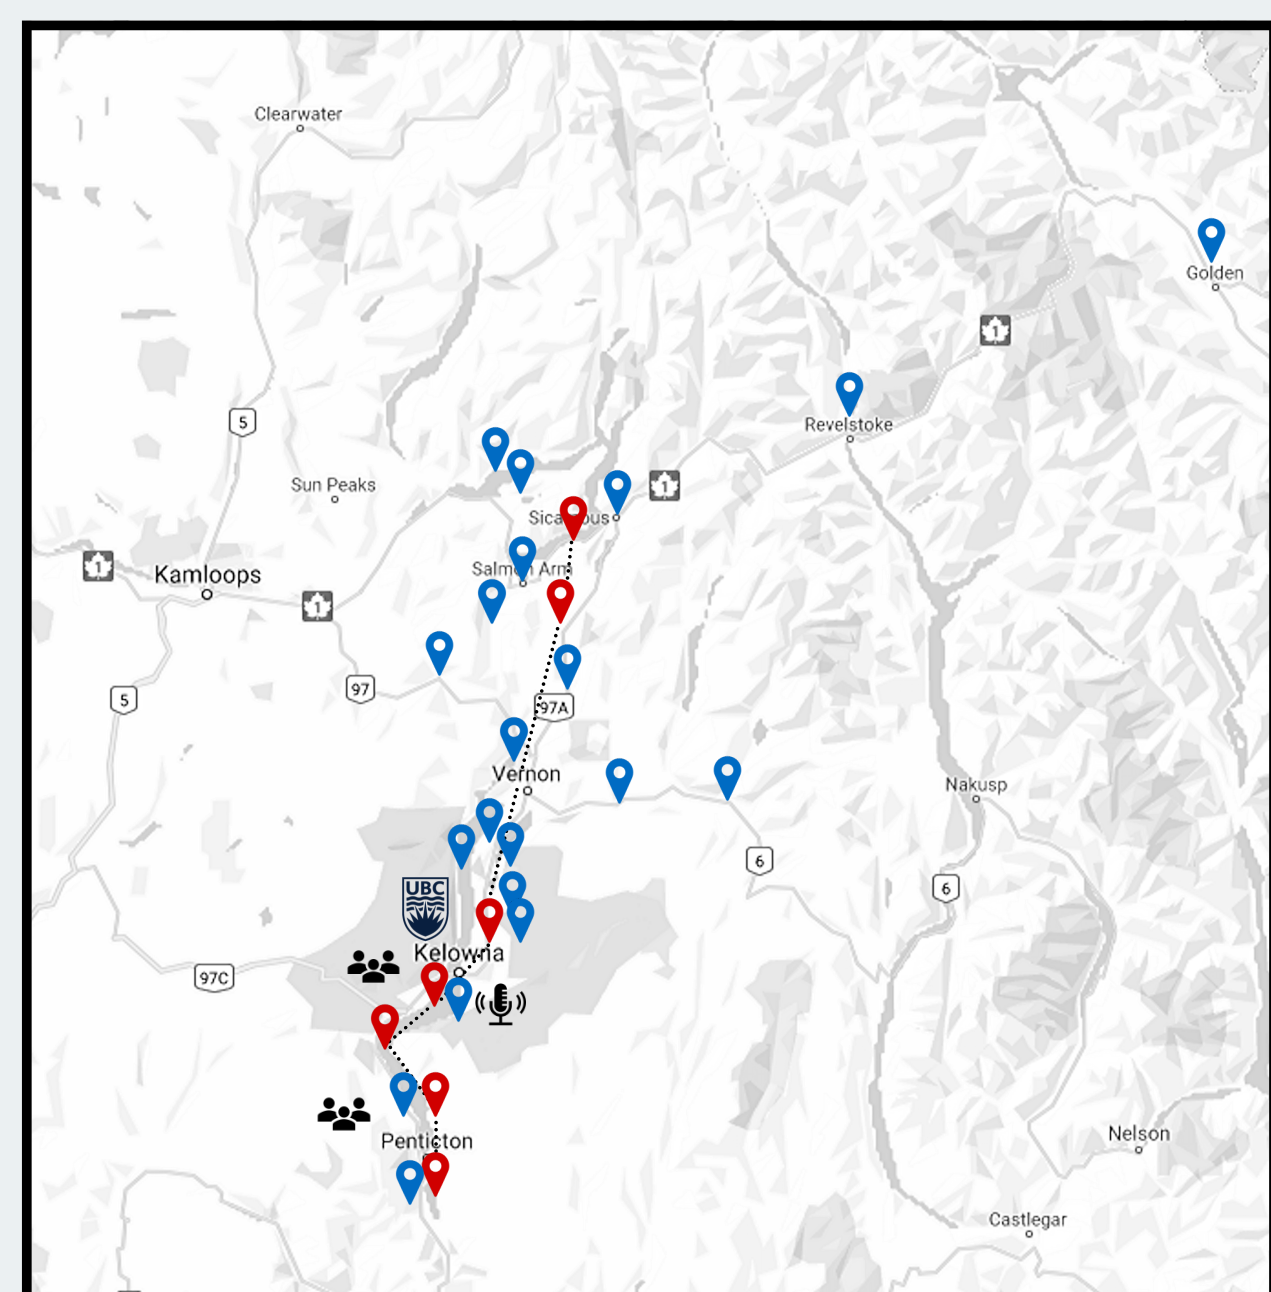 Clearwater
Golden
1
Revelstoke
5
Sun Peaks
1
Sicamous
1
Kamloops
Salmon Arm
1
97
5
97A
Vernon
Nakusp
6
6
UBC
Kelowna
97C
Penticton
Nelson
Castlegar